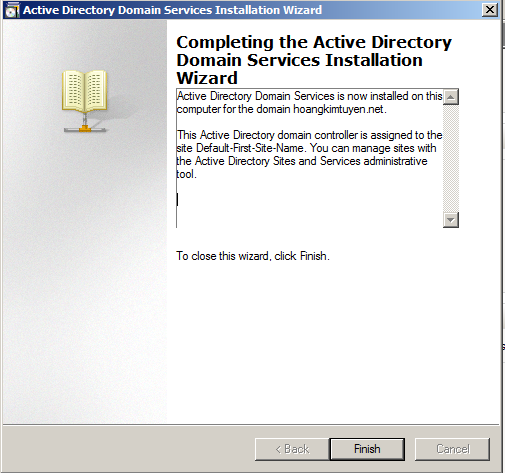 Active Directory Domain Services Installation Wizard
Completing the Active Directory
Domain Services Installation
Wizard
Active Directory Domain Services is now installed on this
computer for the domain hoangkimtuyen.net.
This Active Directory domain controller is assigned to the
site Default-First-Site-Name. You can manage sites with
the Active Directory Sites and Services administrative
tool.
To close this wizard, click Finish.
< Back
Finish
Cancel